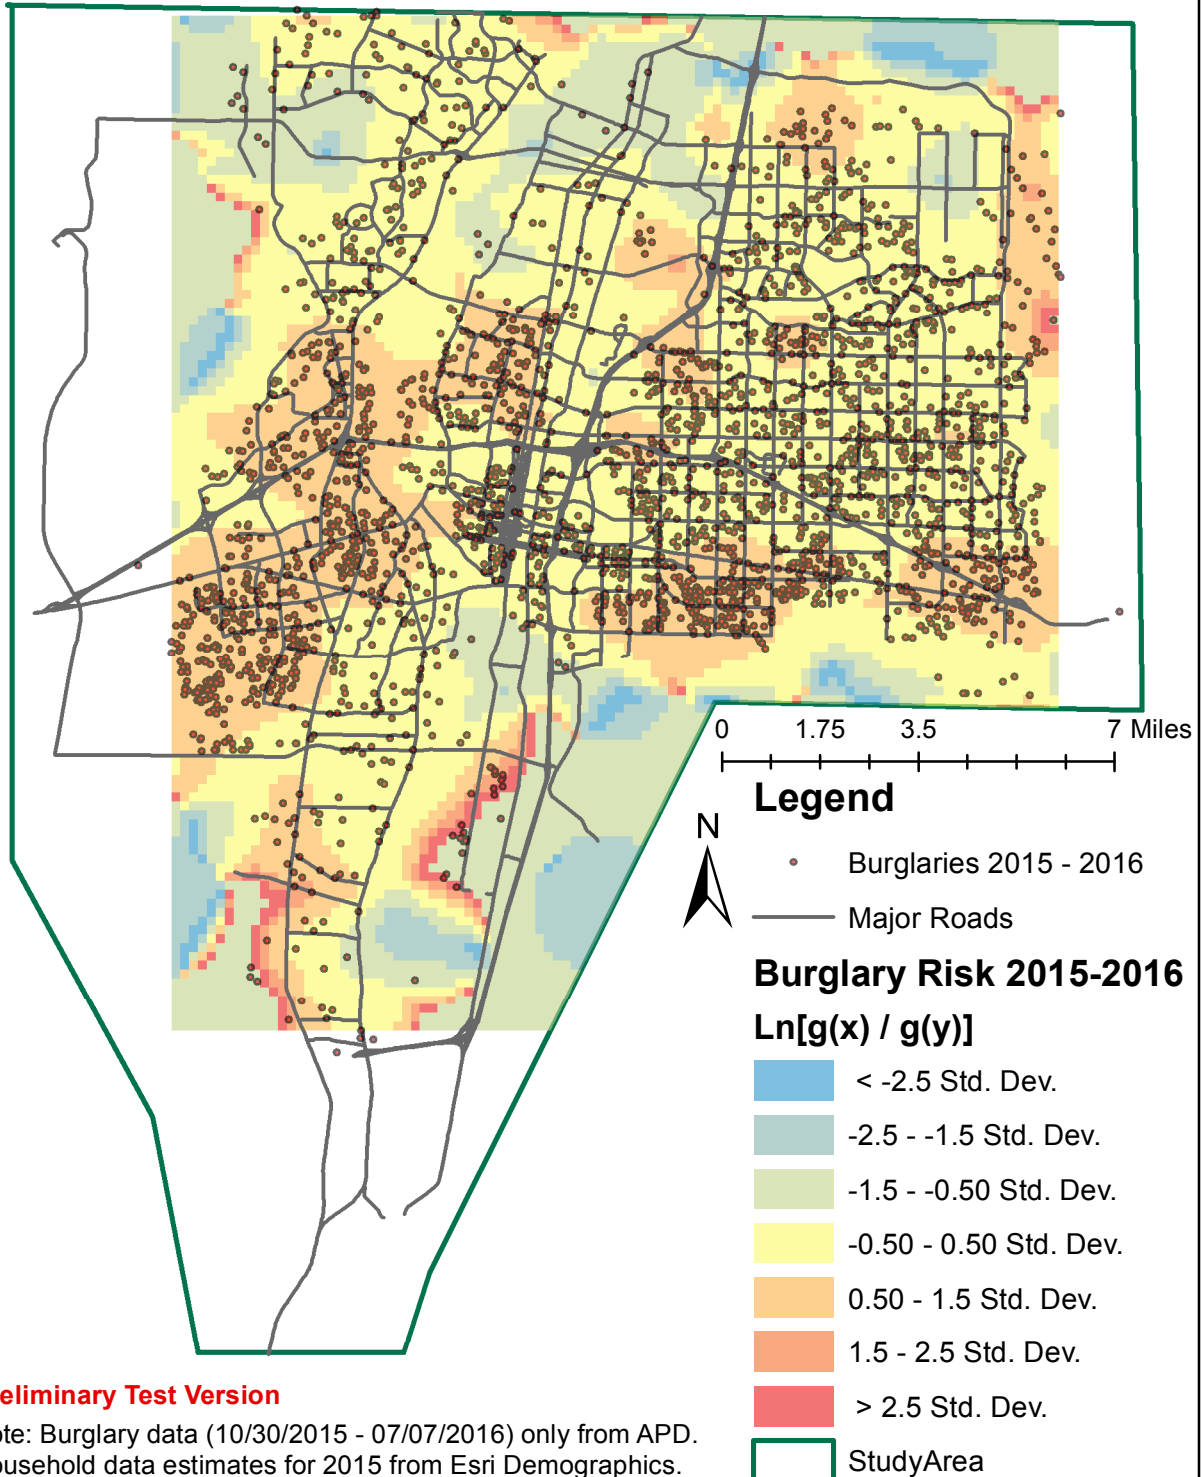 0 1.75 3.5 7 Miles
Legend
N
Burglaries 2015 - 2016
Major Roads
Burglary Risk 2015-2016
Ln[g(x) / g(y)]
< -2.5 Std. Dev.
-2.5 - -1.5 Std. Dev.
-1.5 - -0.50 Std. Dev.
-0.50 - 0.50 Std. Dev.
0.50 - 1.5 Std. Dev.
1.5 - 2.5 Std. Dev.
> 2.5 Std. Dev.
StudyArea
eliminary Test Version
ote: Burglary data (10/30/2015 - 07/07/2016) only from APD.
ousehold data estimates for 2015 from Esri Demographics.